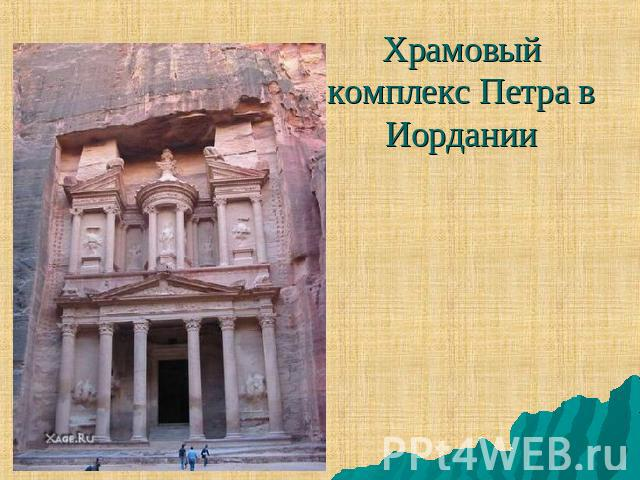 Храмовый
комплекс Петра в
Иордании
XAGE.RU
PPt4WEB.ru